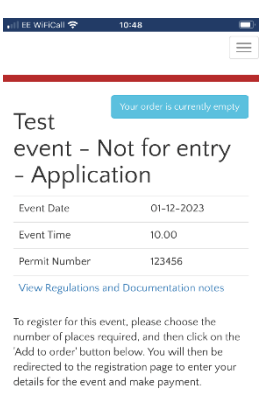 EE WiFiCall 10:48
Your order is currently empty
Test
event – Not for entry
– Application
Event Date 01-12-2023
Event Time 10.00
Permit Number 123456
View Regulations and Documentation notes
To register for this event, please choose the
number of places required, and then click on the
'Add to order' button below. You will then be
redirected to the registration page to enter your
details for the event and make payment.